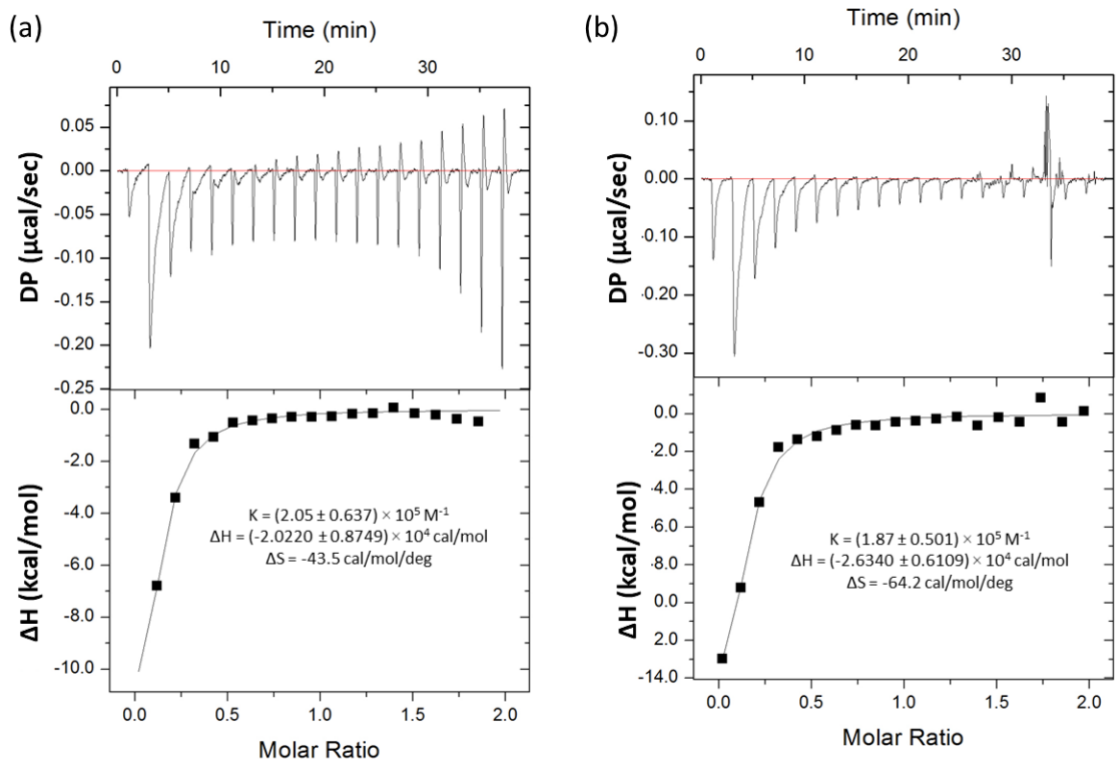 (a)
Time (min)
0 10 20 30
DP (µcal/sec)
0.05
0.00
-0.05
-0.10
-0.15
-0.20
-0.25
ΔH (kcal/mol)
0.0
-2.0
-4.0
-6.0
-8.0
-10.0
K = (2.05 ± 0.637) × 10⁵ M⁻¹
ΔH = (-2.0220 ± 0.8749) × 10⁴ cal/mol
ΔS = -43.5 cal/mol/deg
0.0 0.5 1.0 1.5 2.0
Molar Ratio
(b)
Time (min)
0 10 20 30
DP (µcal/sec)
0.10
0.00
-0.10
-0.20
-0.30
ΔH (kcal/mol)
0.0
-2.0
-4.0
-6.0
-8.0
0.0
2.0
-14.0
K = (1.87 ± 0.501) × 10⁵ M⁻¹
ΔH = (-2.6340 ± 0.6109) × 10⁴ cal/mol
ΔS = -64.2 cal/mol/deg
0.0 0.5 1.0 1.5 2.0
Molar Ratio